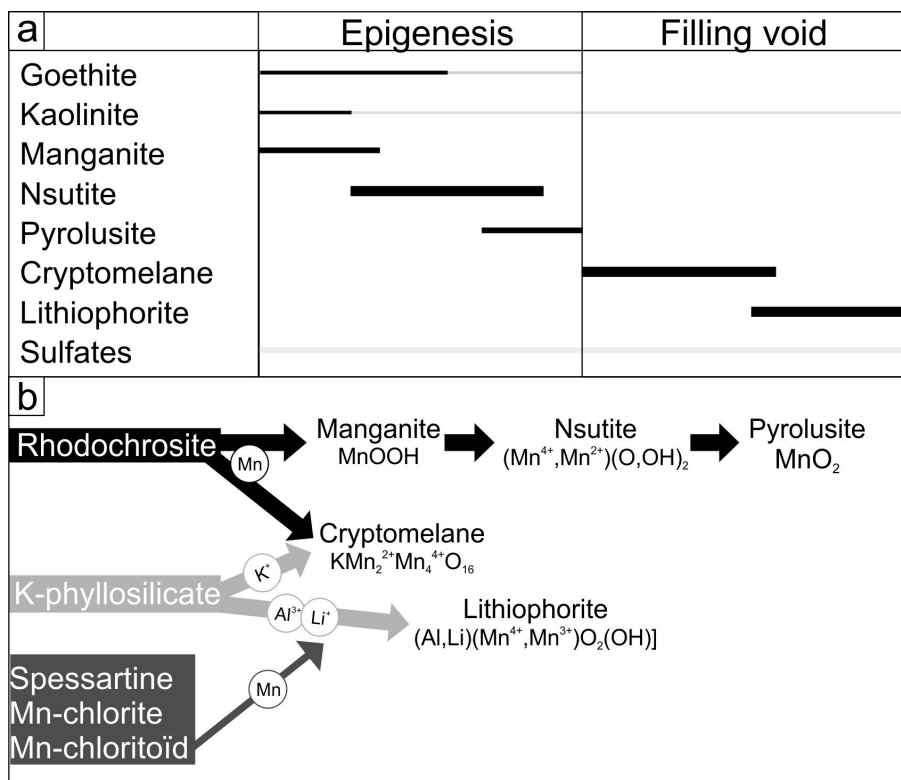 a Epigenesis Filling void
Goethite
Kaolinite
Manganite
Nsutite
Pyrolusite
Cryptomelane
Lithiophorite
Sulfates
b
Rhodochrosite
Mn
Manganite
MnOOH
Nsutite
(Mn⁴⁺,Mn²⁺)(O,OH)₂
Pyrolusite
MnO₂
Cryptomelane
KMn₂²⁺Mn₄⁴⁺O₁₆
K-phyllosilicate
K⁺
Al³⁺
Li⁺
Lithiophorite
(Al,Li)(Mn⁴⁺,Mn³⁺)O₂(OH)]
Spessartine
Mn-chlorite
Mn-chloritoïd
Mn